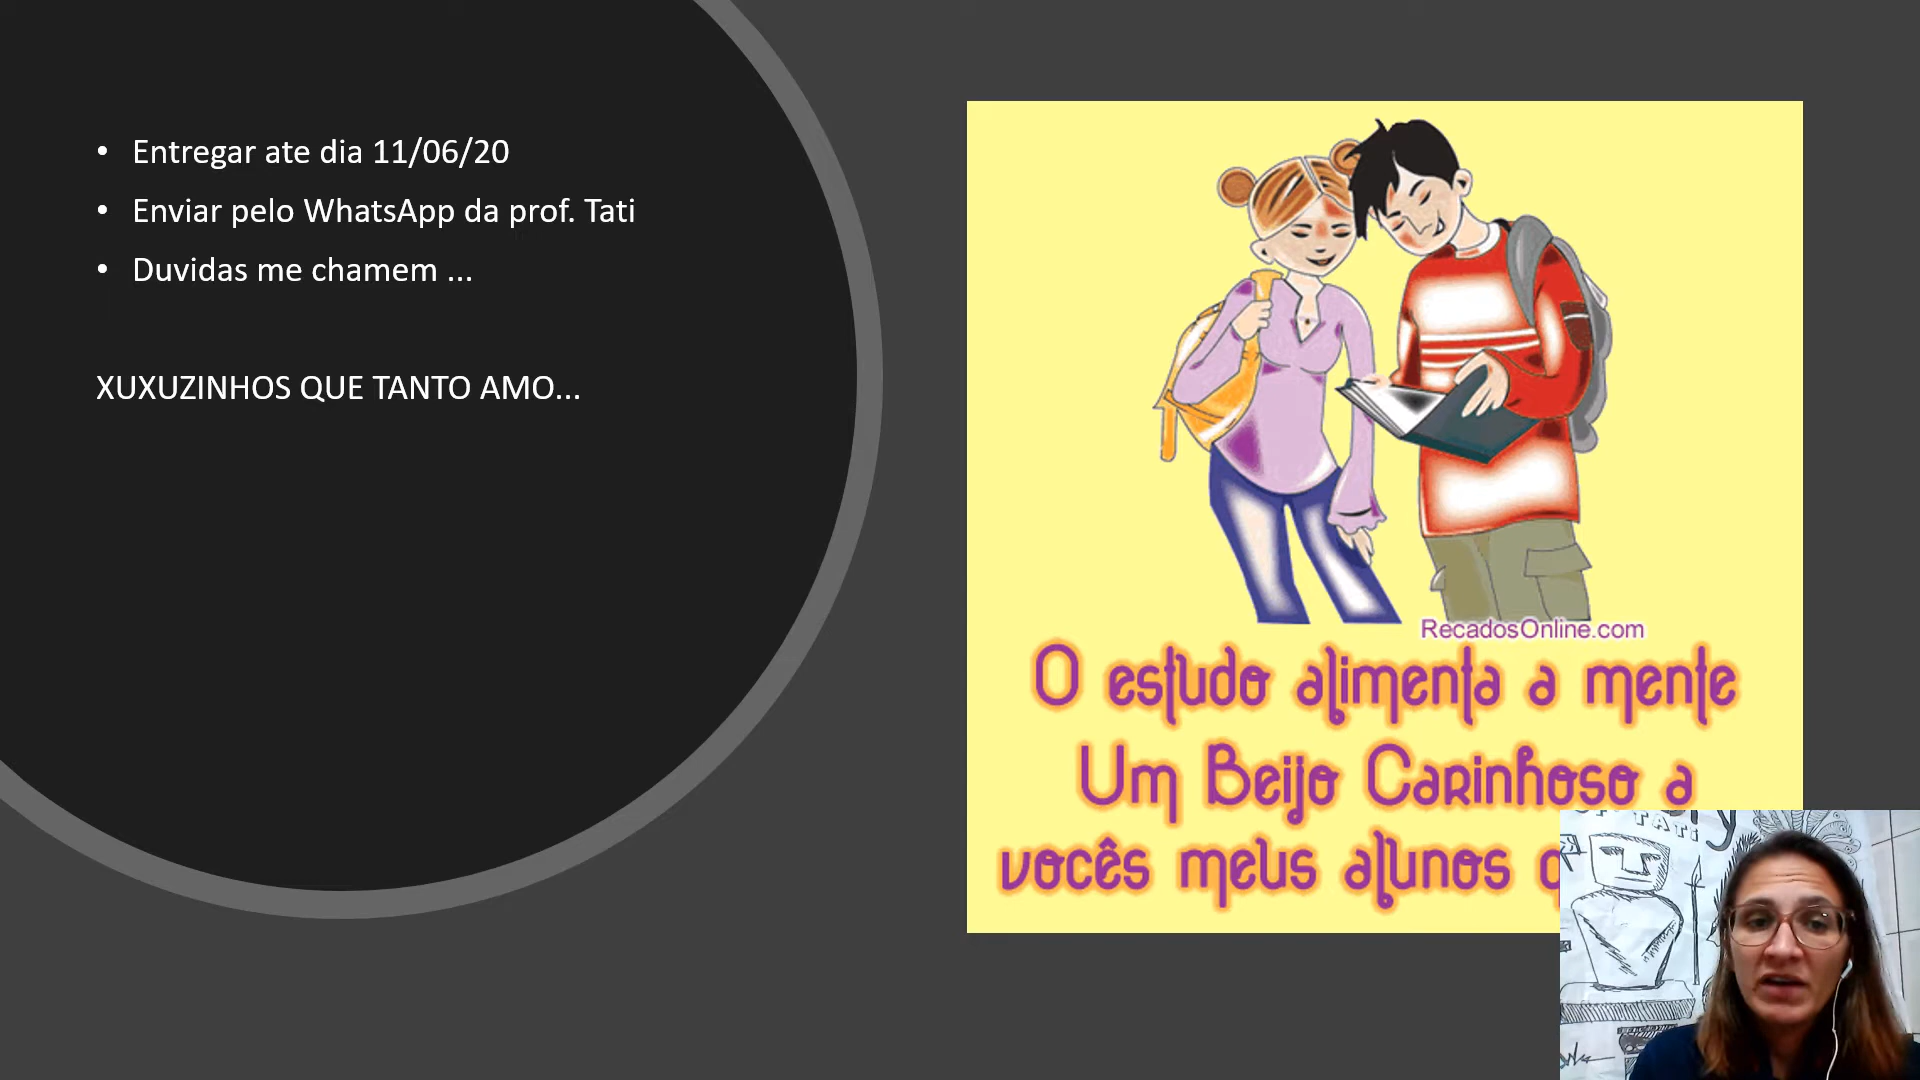 • Entregar ate dia 11/06/20
• Enviar pelo WhatsApp da prof. Tati
• Duvidas me chamem ...
XUXUZINHOS QUE TANTO AMO...
RecadosOnline.com
O estudo alimenta a mente
Um Beijo Carinhoso a
vocês meus alunos
TATi